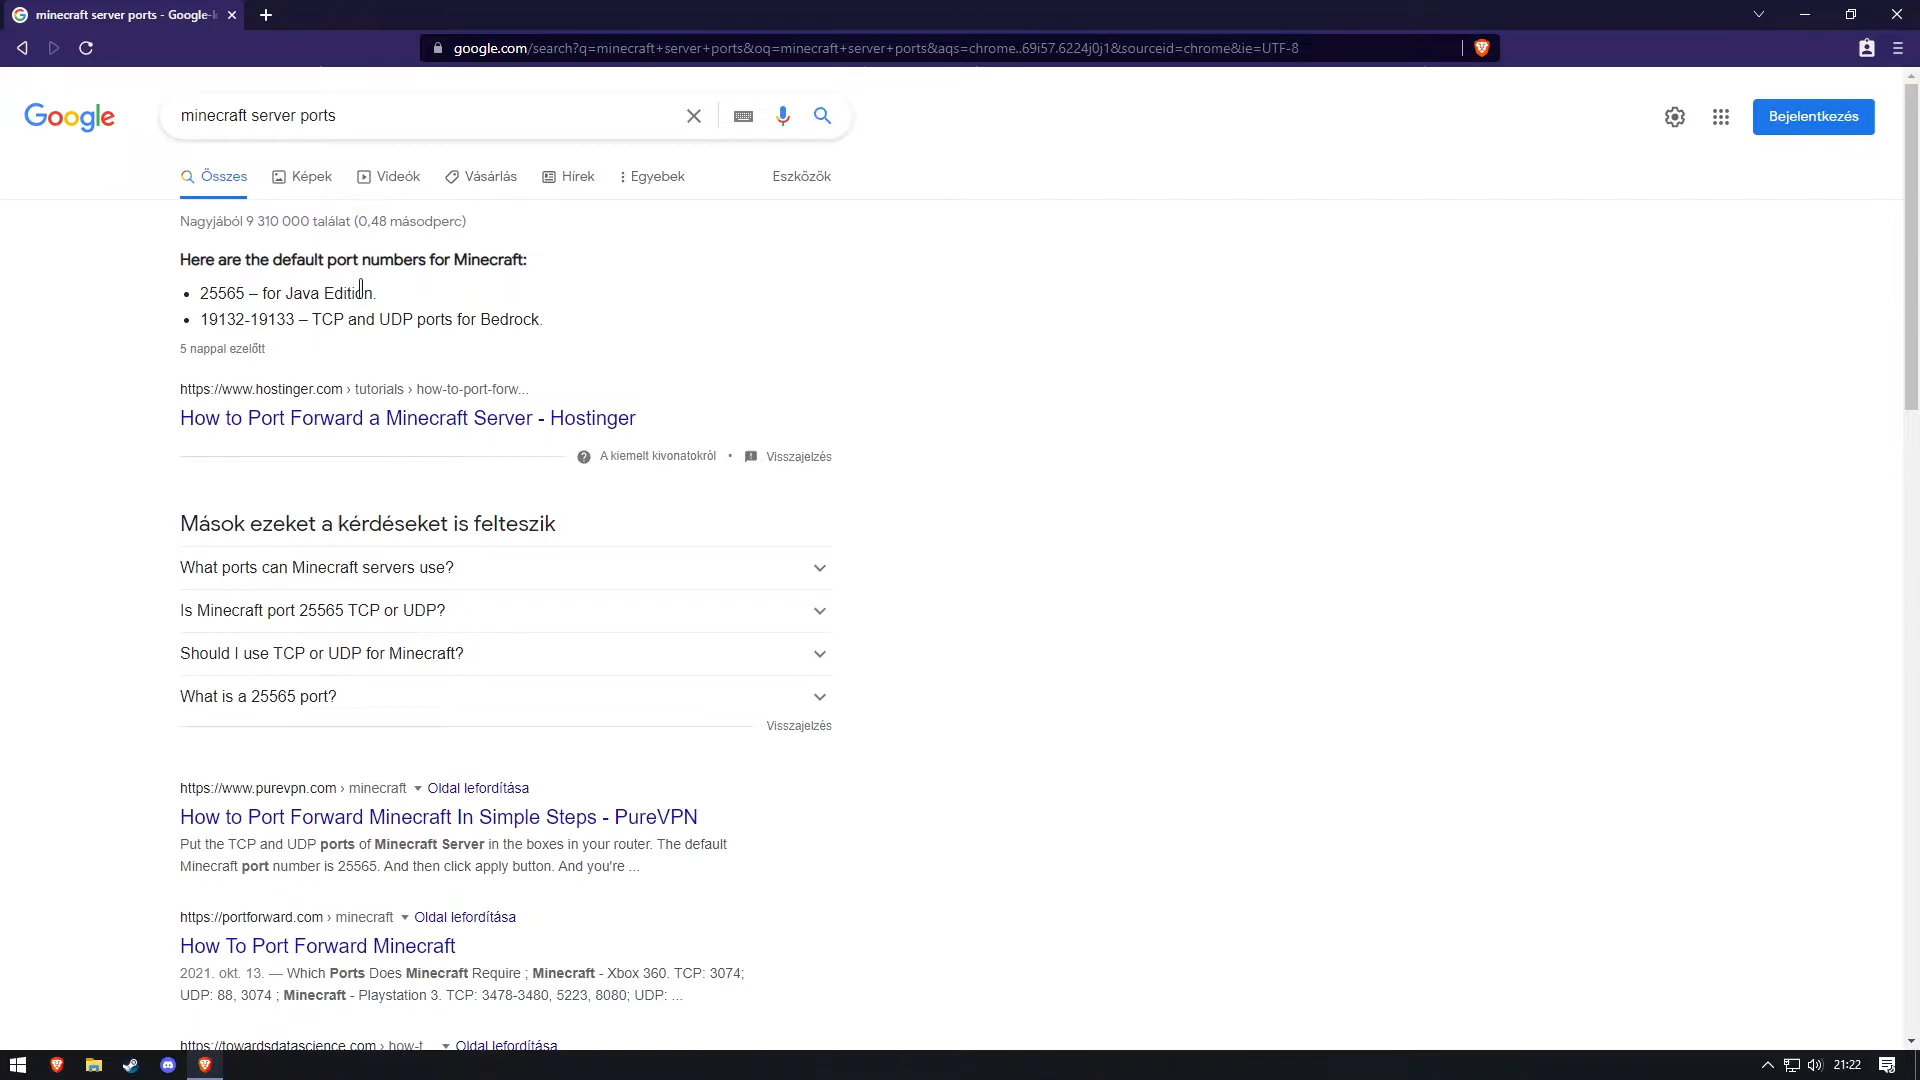 minecraft server ports - Google-k
google.com/search?q=minecraft+server+ports&oq=minecraft+server+ports&aqs=chrome..69i57.6224j0j1&sourceid=chrome&ie=UTF-8
Google
minecraft server ports
Bejelentkezés
Összes
Képek
Videók
Vásárlás
Hírek
Egyebek
Eszközök
Nagyjából 9 310 000 találat (0,48 másodperc)
Here are the default port numbers for Minecraft:
25565 – for Java Edition.
19132-19133 – TCP and UDP ports for Bedrock.
5 nappal ezelőtt
https://www.hostinger.com › tutorials › how-to-port-forw...
How to Port Forward a Minecraft Server - Hostinger
A kiemelt kivonatokról • Visszajelzés
Mások ezeket a kérdéseket is felteszik
What ports can Minecraft servers use?
Is Minecraft port 25565 TCP or UDP?
Should I use TCP or UDP for Minecraft?
What is a 25565 port?
Visszajelzés
https://www.purevpn.com › minecraft Oldal lefordítása
How to Port Forward Minecraft In Simple Steps - PureVPN
Put the TCP and UDP ports of Minecraft Server in the boxes in your router. The default
Minecraft port number is 25565. And then click apply button. And you're ...
https://portforward.com › minecraft Oldal lefordítása
How To Port Forward Minecraft
2021. okt. 13. — Which Ports Does Minecraft Require ; Minecraft - Xbox 360. TCP: 3074;
UDP: 88, 3074 ; Minecraft - Playstation 3. TCP: 3478-3480, 5223, 8080; UDP: ...
https://towardsdatascience.com › how-t... Oldal lefordítása
21:22